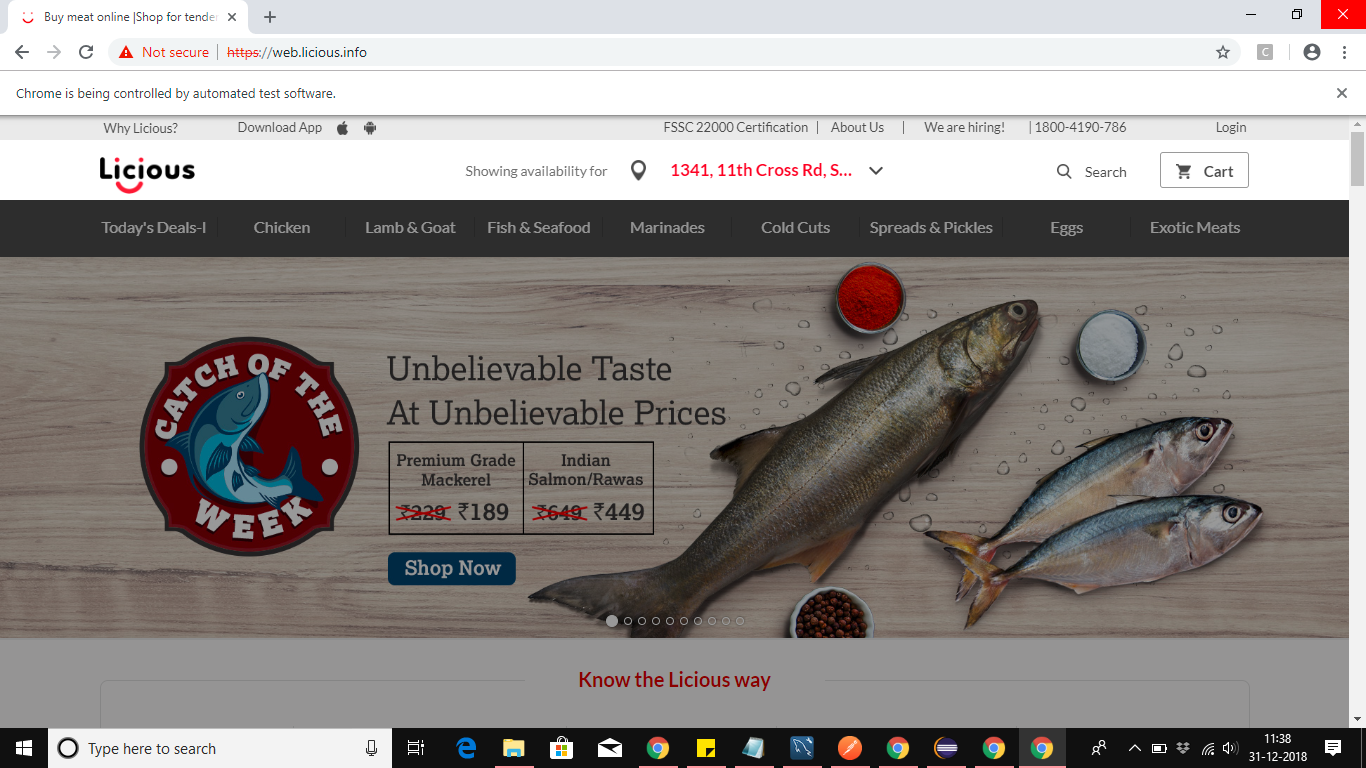 Buy meat online |Shop for tender
Not secure | https://web.licious.info
Chrome is being controlled by automated test software.
Why Licious? Download App FSSC 22000 Certification | About Us | We are hiring! | 1800-4190-786 Login
Licious Showing availability for 1341, 11th Cross Rd, S... Search Cart
Today's Deals-I Chicken Lamb & Goat Fish & Seafood Marinades Cold Cuts Spreads & Pickles Eggs Exotic Meats
CATCH OF THE
WEEK
Unbelievable Taste
At Unbelievable Prices
Premium Grade
Mackerel
₹229 ₹189
Indian
Salmon/Rawas
₹649 ₹449
Shop Now
Know the Licious way
Type here to search
11:38
31-12-2018